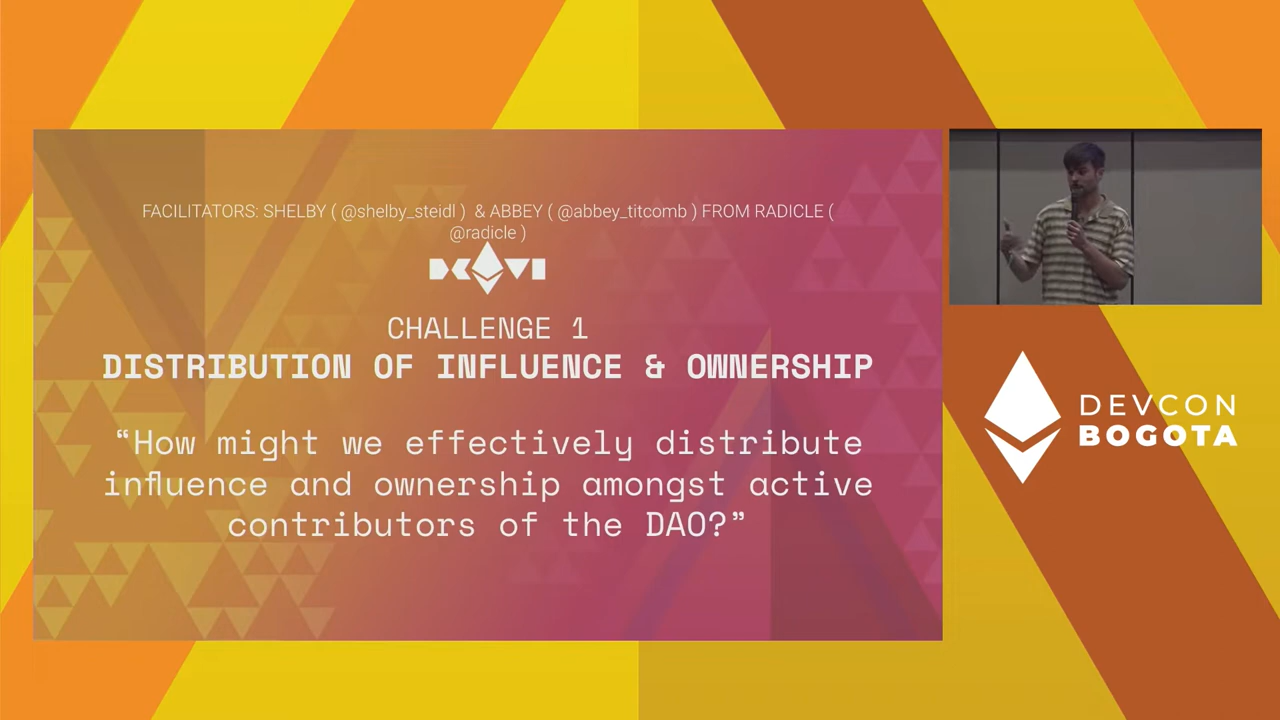 FACILITATORS: SHELBY ( @shelby_steidl ) & ABBEY ( @abbey_titcomb ) FROM RADICLE (
@radicle )
CHALLENGE 1
DISTRIBUTION OF INFLUENCE & OWNERSHIP
“How might we effectively distribute
influence and ownership amongst active
contributors of the DAO?”
DEVCON
BOGOTA